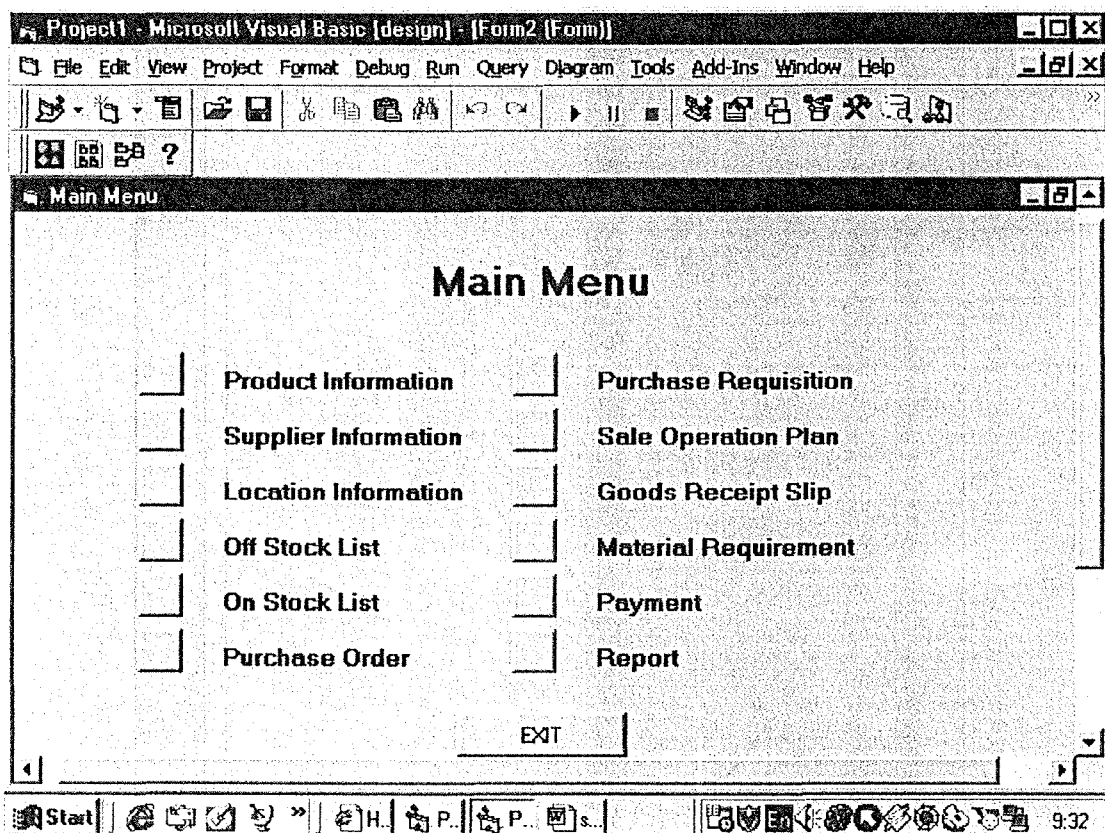 Project1 - Microsoft Visual Basic [design] - [Form2 (Form)]
File Edit View Project Format Debug Run Query Diagram Tools Add-Ins Window Help
Main Menu
Main Menu
Product Information Purchase Requisition
Supplier Information Sale Operation Plan
Location Information Goods Receipt Slip
Off Stock List Material Requirement
On Stock List Payment
Purchase Order Report
EXIT
Start H.. P.. P... s... 9:32